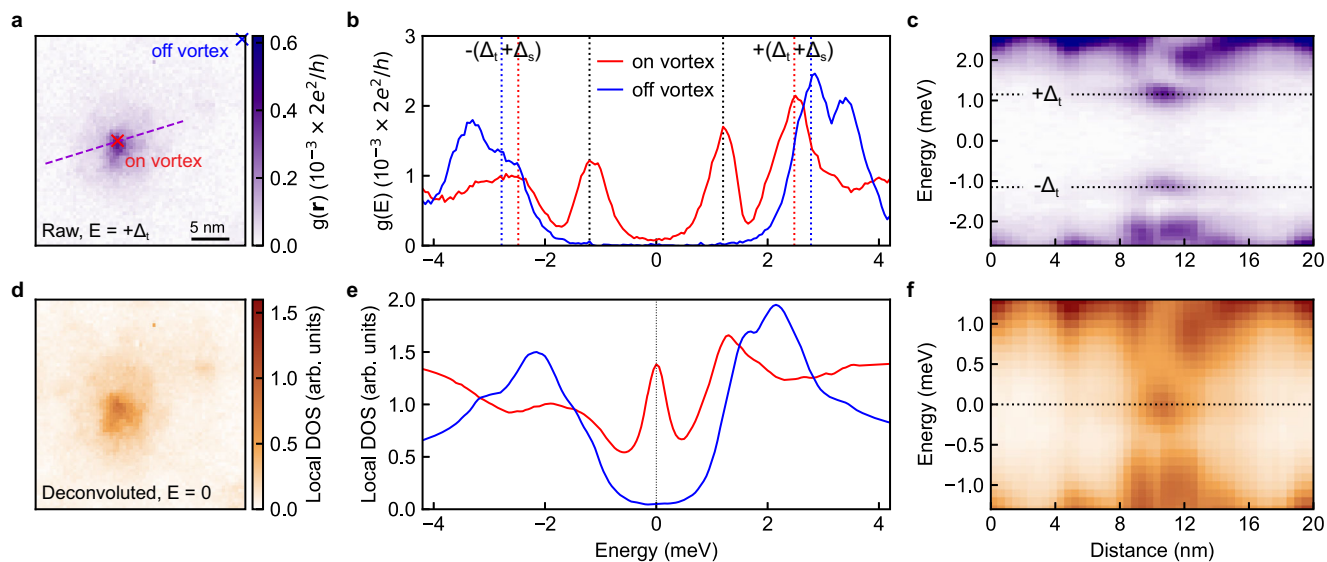 a
off vortex
on vortex
Raw, E = +Δt
5 nm
0.6
0.4
0.2
0.0
g(r) (10⁻³ × 2e²/h)
b
-(Δt +Δs)
+(Δt +Δs)
on vortex
off vortex
3
2
1
0
g(E) (10⁻³ × 2e²/h)
−4 −2 0 2 4
c
+Δt
-Δt
2.0
1.0
0.0
−1.0
−2.0
Energy (meV)
0 4 8 12 16 20
d
Deconvoluted, E = 0
1.5
1.0
0.5
0.0
Local DOS (arb. units)
e
2.0
1.5
1.0
0.5
0.0
Local DOS (arb. units)
−4 −2 0 2 4
Energy (meV)
f
1.0
0.5
0.0
−0.5
−1.0
Energy (meV)
0 4 8 12 16 20
Distance (nm)